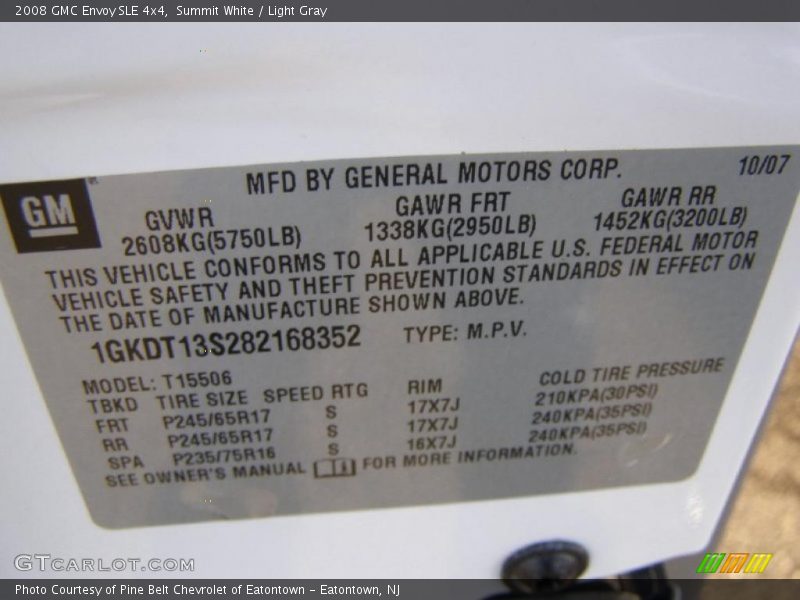 2008 GMC Envoy SLE 4x4, Summit White / Light Gray
MFD BY GENERAL MOTORS CORP. 10/07
GM
GVWR GAWR FRT GAWR RR
2608KG(5750LB) 1338KG(2950LB) 1452KG(3200LB)
THIS VEHICLE CONFORMS TO ALL APPLICABLE U.S. FEDERAL MOTOR
VEHICLE SAFETY AND THEFT PREVENTION STANDARDS IN EFFECT ON
THE DATE OF MANUFACTURE SHOWN ABOVE.
1GKDT13S282168352 TYPE: M.P.V.
MODEL: T15506
TBKD TIRE SIZE SPEED RTG RIM COLD TIRE PRESSURE
FRT P245/65R17 S 17X7J 210KPA(30PSI)
RR P245/65R17 S 17X7J 240KPA(35PSI)
SPA P235/75R16 S 16X7J 240KPA(35PSI)
SEE OWNER'S MANUAL FOR MORE INFORMATION.
GTCARLOT.COM
Photo Courtesy of Pine Belt Chevrolet of Eatontown – Eatontown, NJ